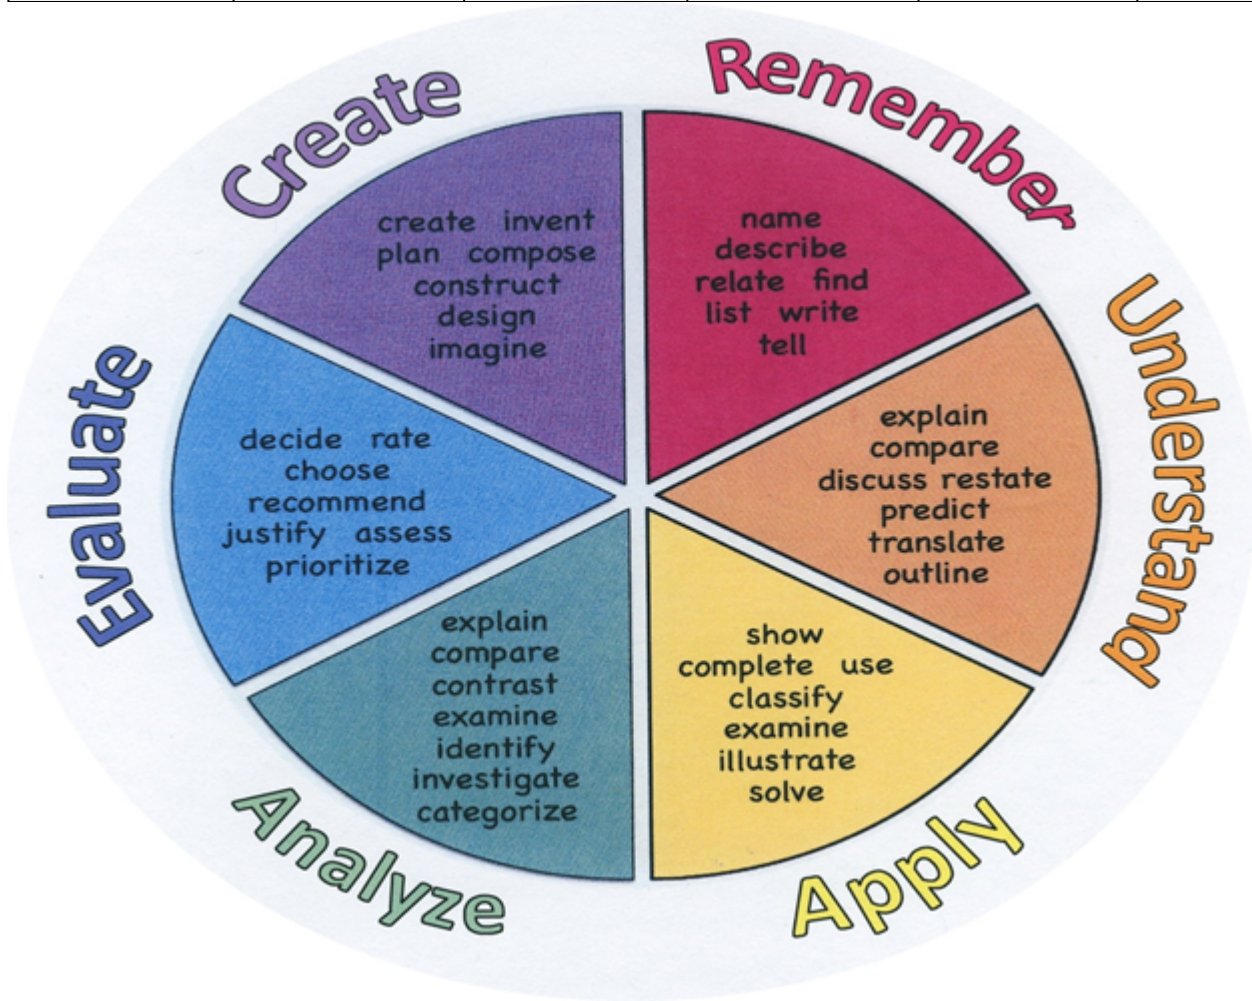 Remember
name
describe
relate find
list write
tell
Understand
explain
compare
discuss restate
predict
translate
outline
Apply
show
complete use
classify
examine
illustrate
solve
Analyze
explain
compare
contrast
examine
identify
investigate
categorize
Evaluate
decide rate
choose
recommend
justify assess
prioritize
Create
create invent
plan compose
construct
design
imagine